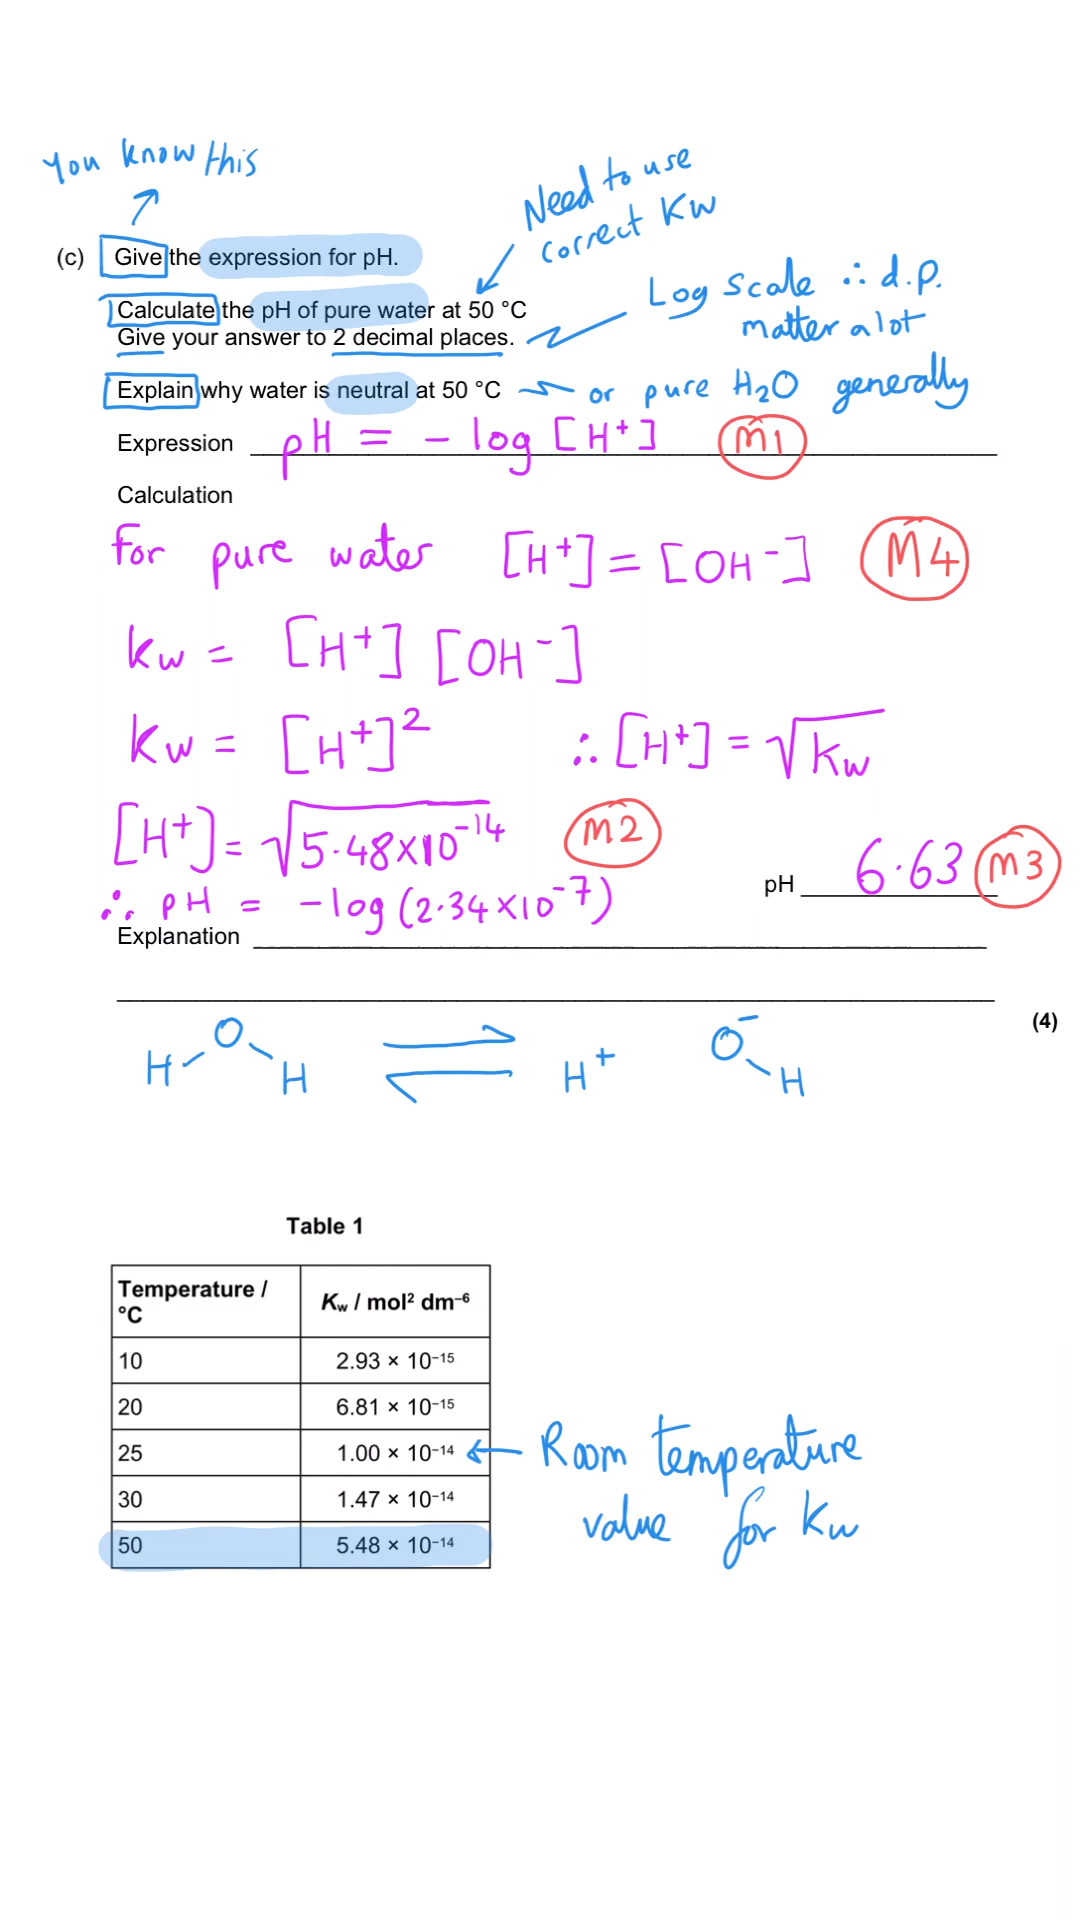 You know this
Need to use
correct Kw
(c) Give the expression for pH.
Calculate the pH of pure water at 50 °C
Give your answer to 2 decimal places.
Log scale ∴ d.p.
matter a lot
Explain why water is neutral at 50 °C
or pure H₂O generally
Expression pH = - log [H⁺] M1
Calculation
For pure water [H⁺] = [OH⁻] M4
Kw = [H⁺] [OH⁻]
Kw = [H⁺]² ∴ [H⁺] = √Kw
[H⁺] = √5.48×10⁻¹⁴ M2
pH 6.63 M3
∴ pH = -log(2.34×10⁻⁷)
Explanation
(4)
H O H ⇌ H⁺ O⁻ H
Table 1
Temperature / °C Kw / mol² dm⁻⁶
10 2.93 × 10⁻¹⁵
20 6.81 × 10⁻¹⁵
25 1.00 × 10⁻¹⁴ ← Room temperature
value for Kw
30 1.47 × 10⁻¹⁴
50 5.48 × 10⁻¹⁴